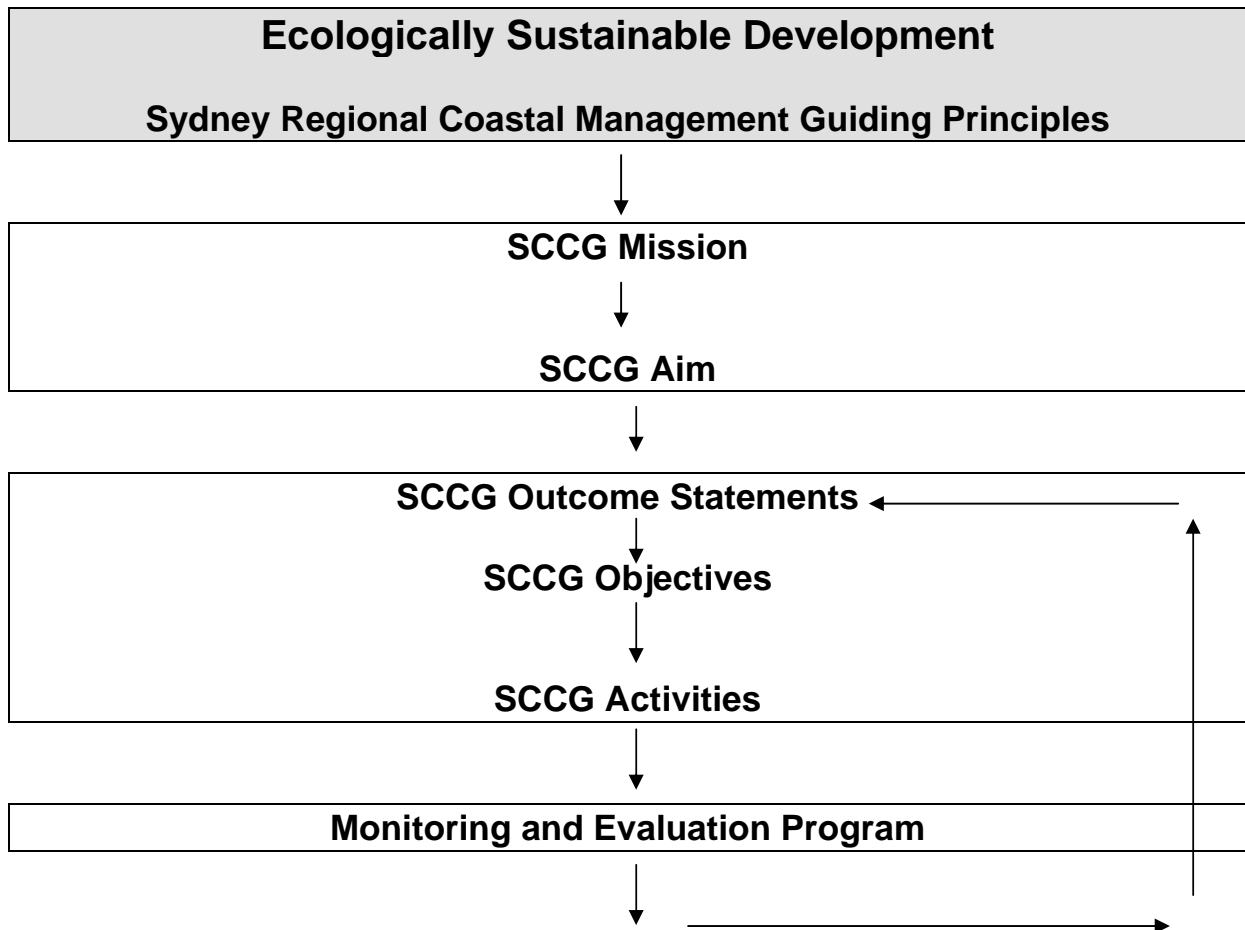 Ecologically Sustainable Development
Sydney Regional Coastal Management Guiding Principles
SCCG Mission
SCCG Aim
SCCG Outcome Statements
SCCG Objectives
SCCG Activities
Monitoring and Evaluation Program